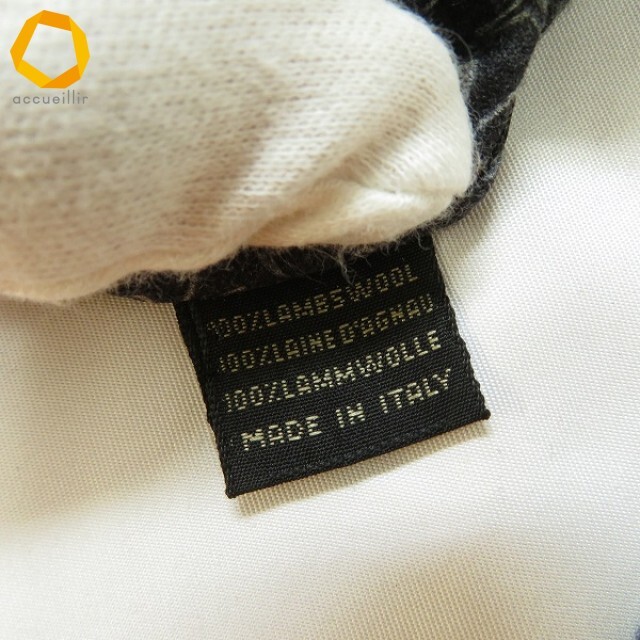 accueillir
100%LAMBSWOOL
100%LAINE D'AGNAU
100%LAMMWOLLE
MADE IN ITALY